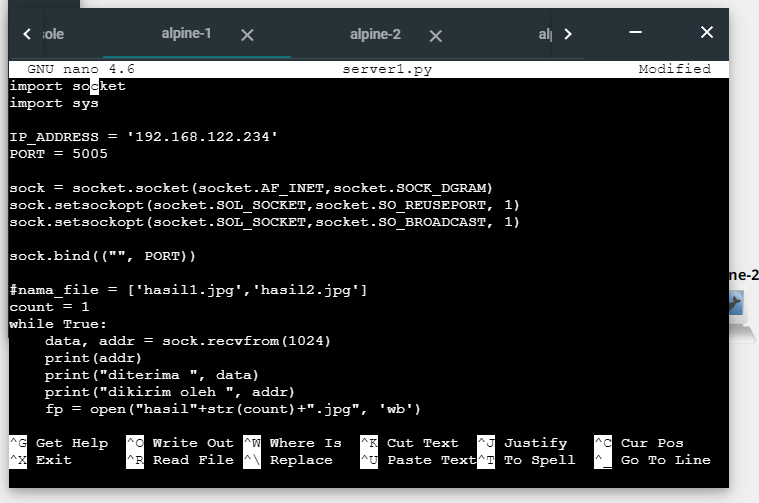 sole alpine-1 alpine-2 alp
GNU nano 4.6 server1.py Modified
import socket
import sys
IP_ADDRESS = '192.168.122.234'
PORT = 5005
sock = socket.socket(socket.AF_INET,socket.SOCK_DGRAM)
sock.setsockopt(socket.SOL_SOCKET,socket.SO_REUSEPORT, 1)
sock.setsockopt(socket.SOL_SOCKET,socket.SO_BROADCAST, 1)
sock.bind(("", PORT))
#nama_file = ['hasil1.jpg','hasil2.jpg']
count = 1
while True:
    data, addr = sock.recvfrom(1024)
    print(addr)
    print("diterima ", data)
    print("dikirim oleh ", addr)
    fp = open("hasil"+str(count)+".jpg", 'wb')
^G Get Help ^O Write Out ^W Where Is ^K Cut Text ^J Justify ^C Cur Pos
^X Exit ^R Read File ^\ Replace ^U Paste Text ^T To Spell ^_ Go To Line
ne-2